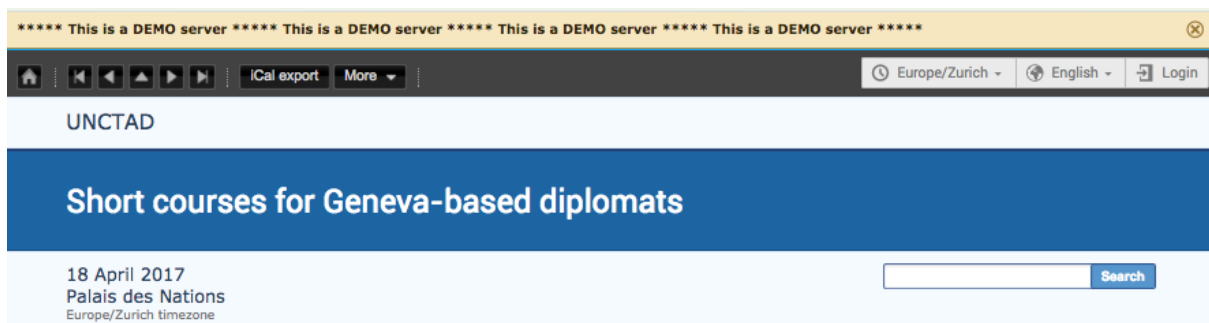 ***** This is a DEMO server ***** This is a DEMO server ***** This is a DEMO server ***** This is a DEMO server *****
iCal export More Europe/Zurich English Login
UNCTAD
Short courses for Geneva-based diplomats
18 April 2017
Search
Palais des Nations
Europe/Zurich timezone